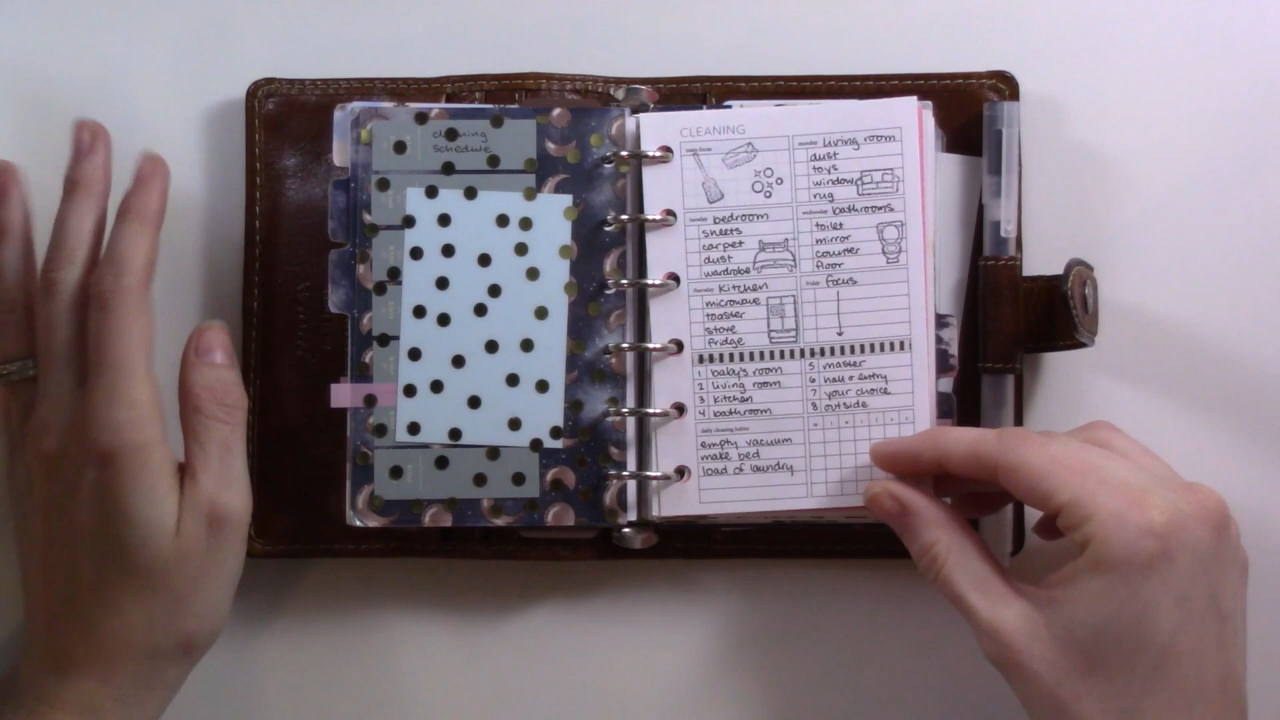 cleaning
schedule
CLEANING
main focus
monday living room
dust
toys
window
rug
tuesday bedroom
sheets
carpet
dust
wardrobe
wednesday bathrooms
toilet
mirror
counter
floor
thursday Kitchen
microwave
toaster
stove
fridge
friday focus
1 baby's room
2 living room
3 kitchen
4 bathroom
5 master
6 hall & entry
7 your choice
8 outside
daily cleaning habits
empty vacuum
make bed
load of laundry
m t w t f s s